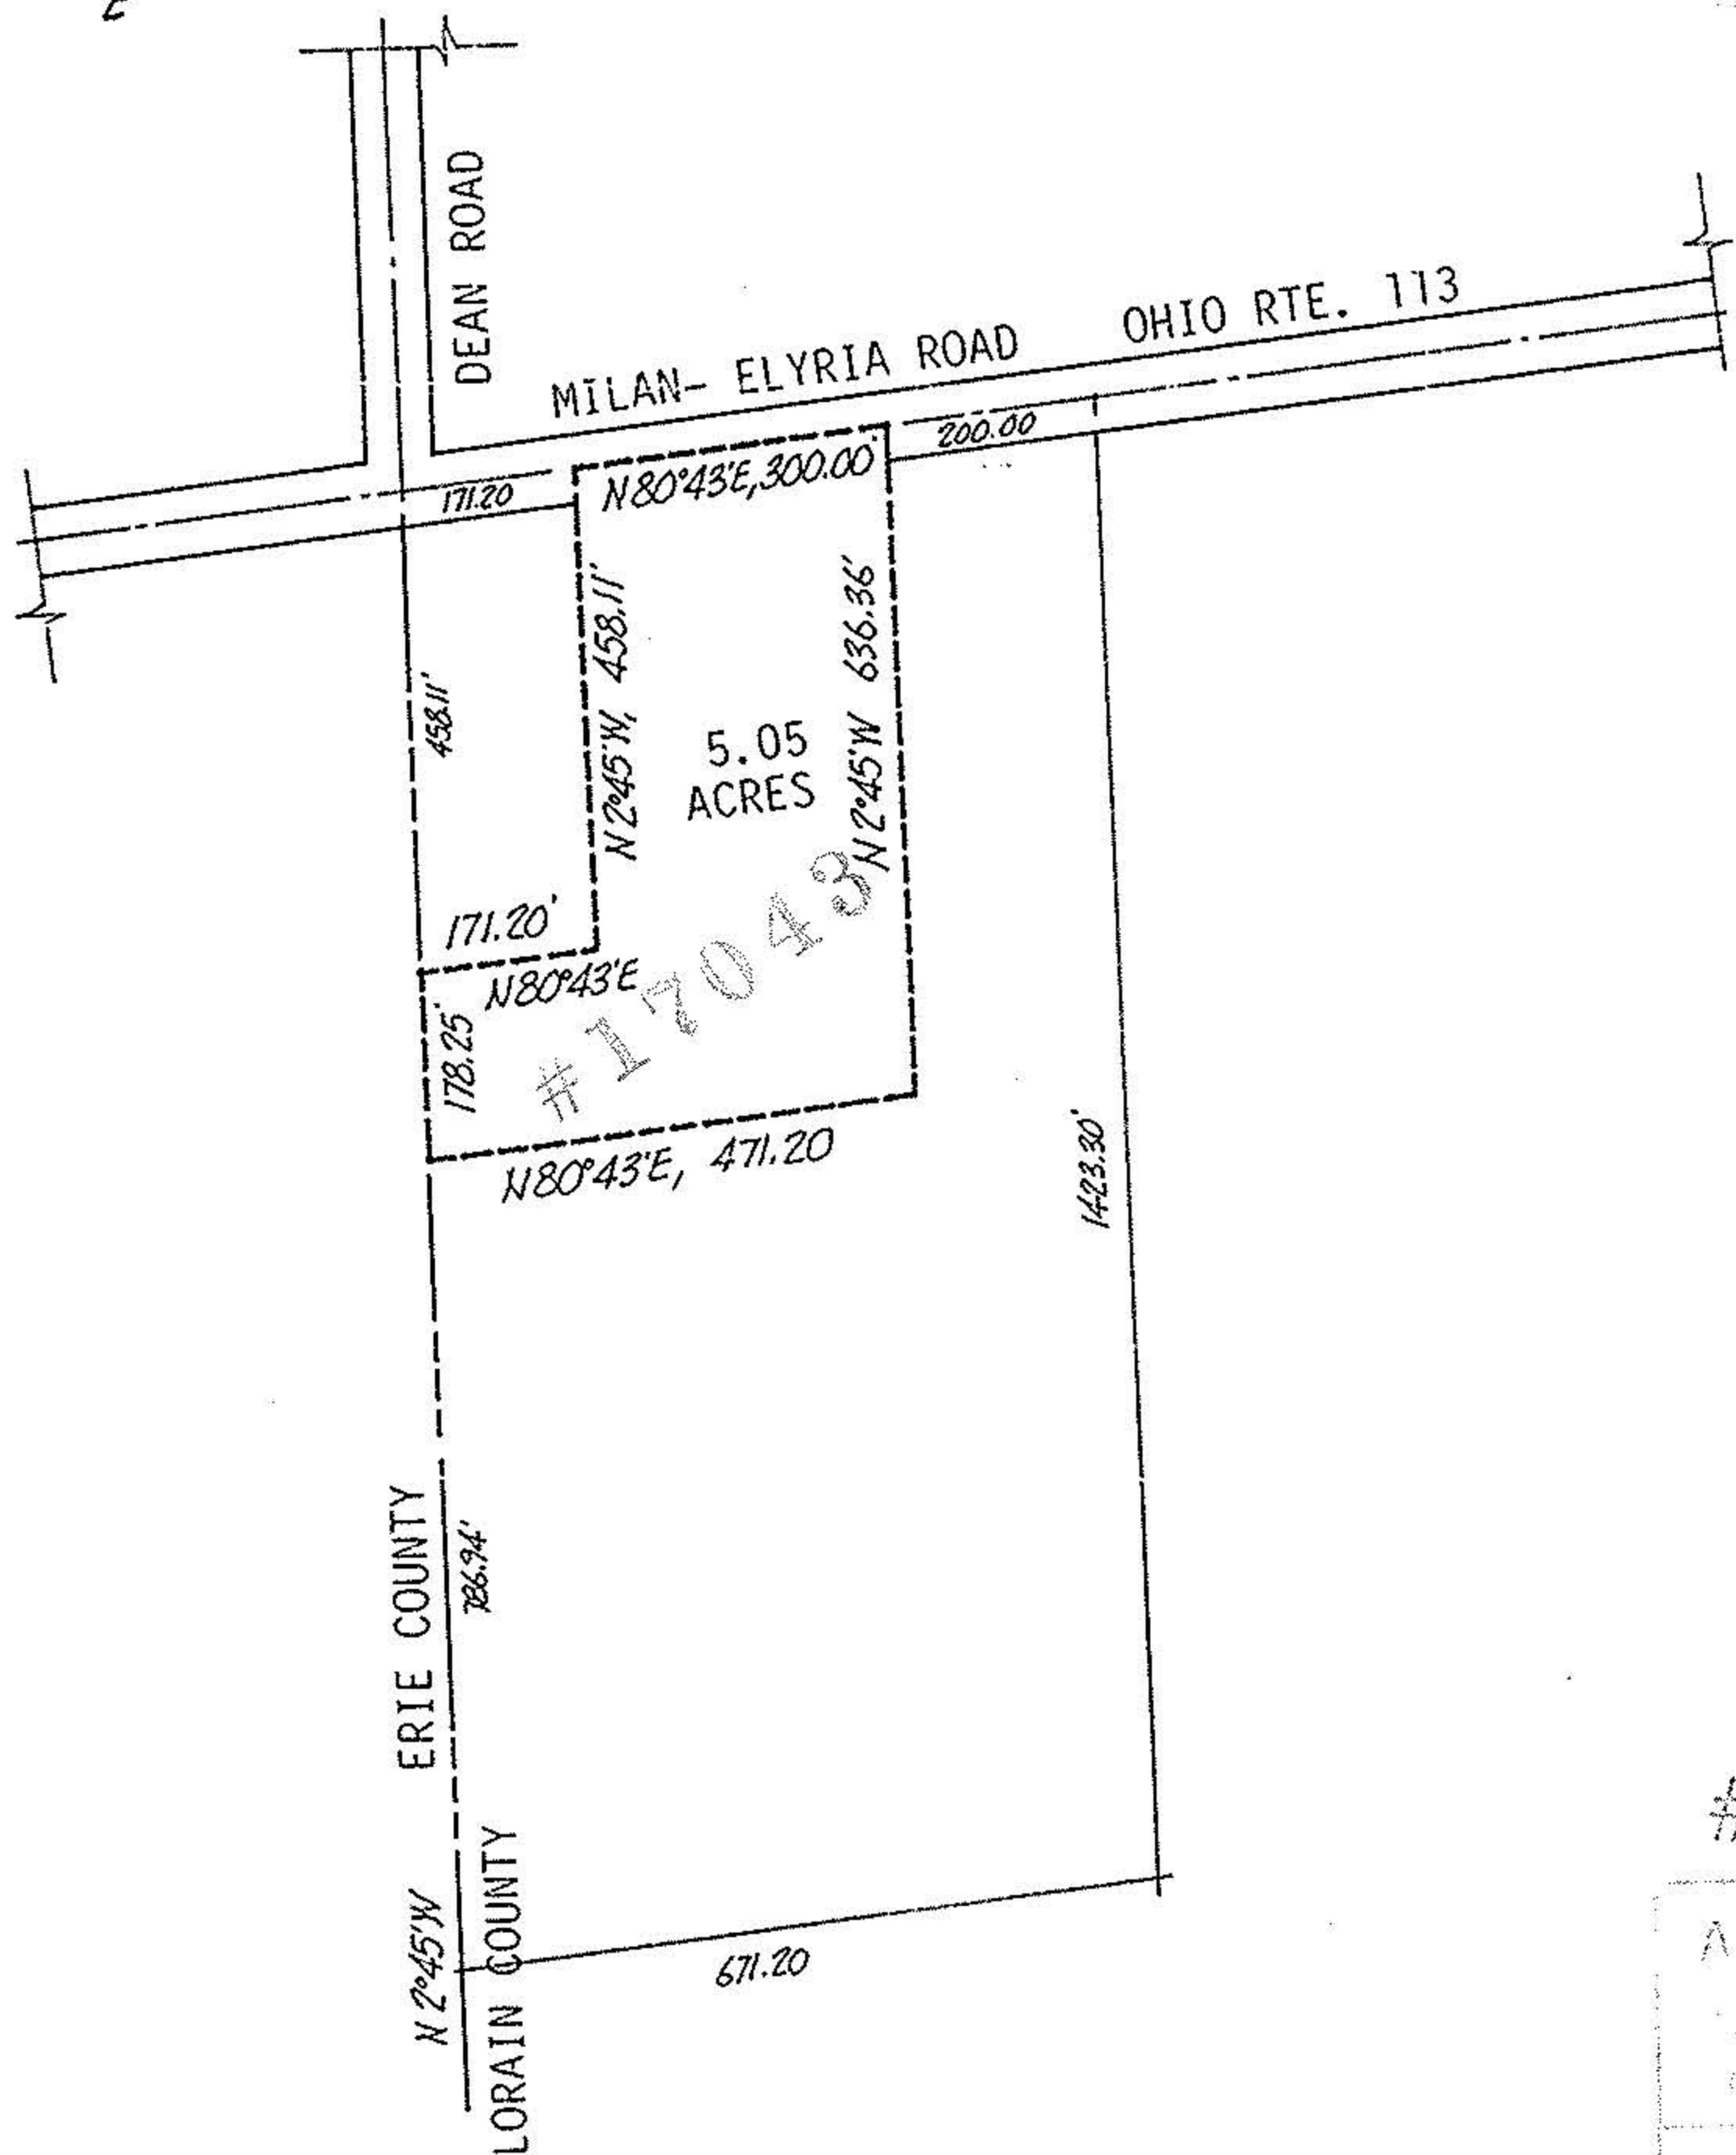 DEAN ROAD
MILAN- ELYRIA ROAD
OHIO RTE. 113
171.20
N80°43'E, 300.00'
200.00
458.11'
N2°45'W, 458.11'
5.05
ACRES
N2°45'W 636.36'
171.20'
N80°43'E
178.25'
#17043
N80°43'E, 471.20
1423.30'
ERIE COUNTY
786.94'
N2°45'W
LORAIN COUNTY
671.20
#